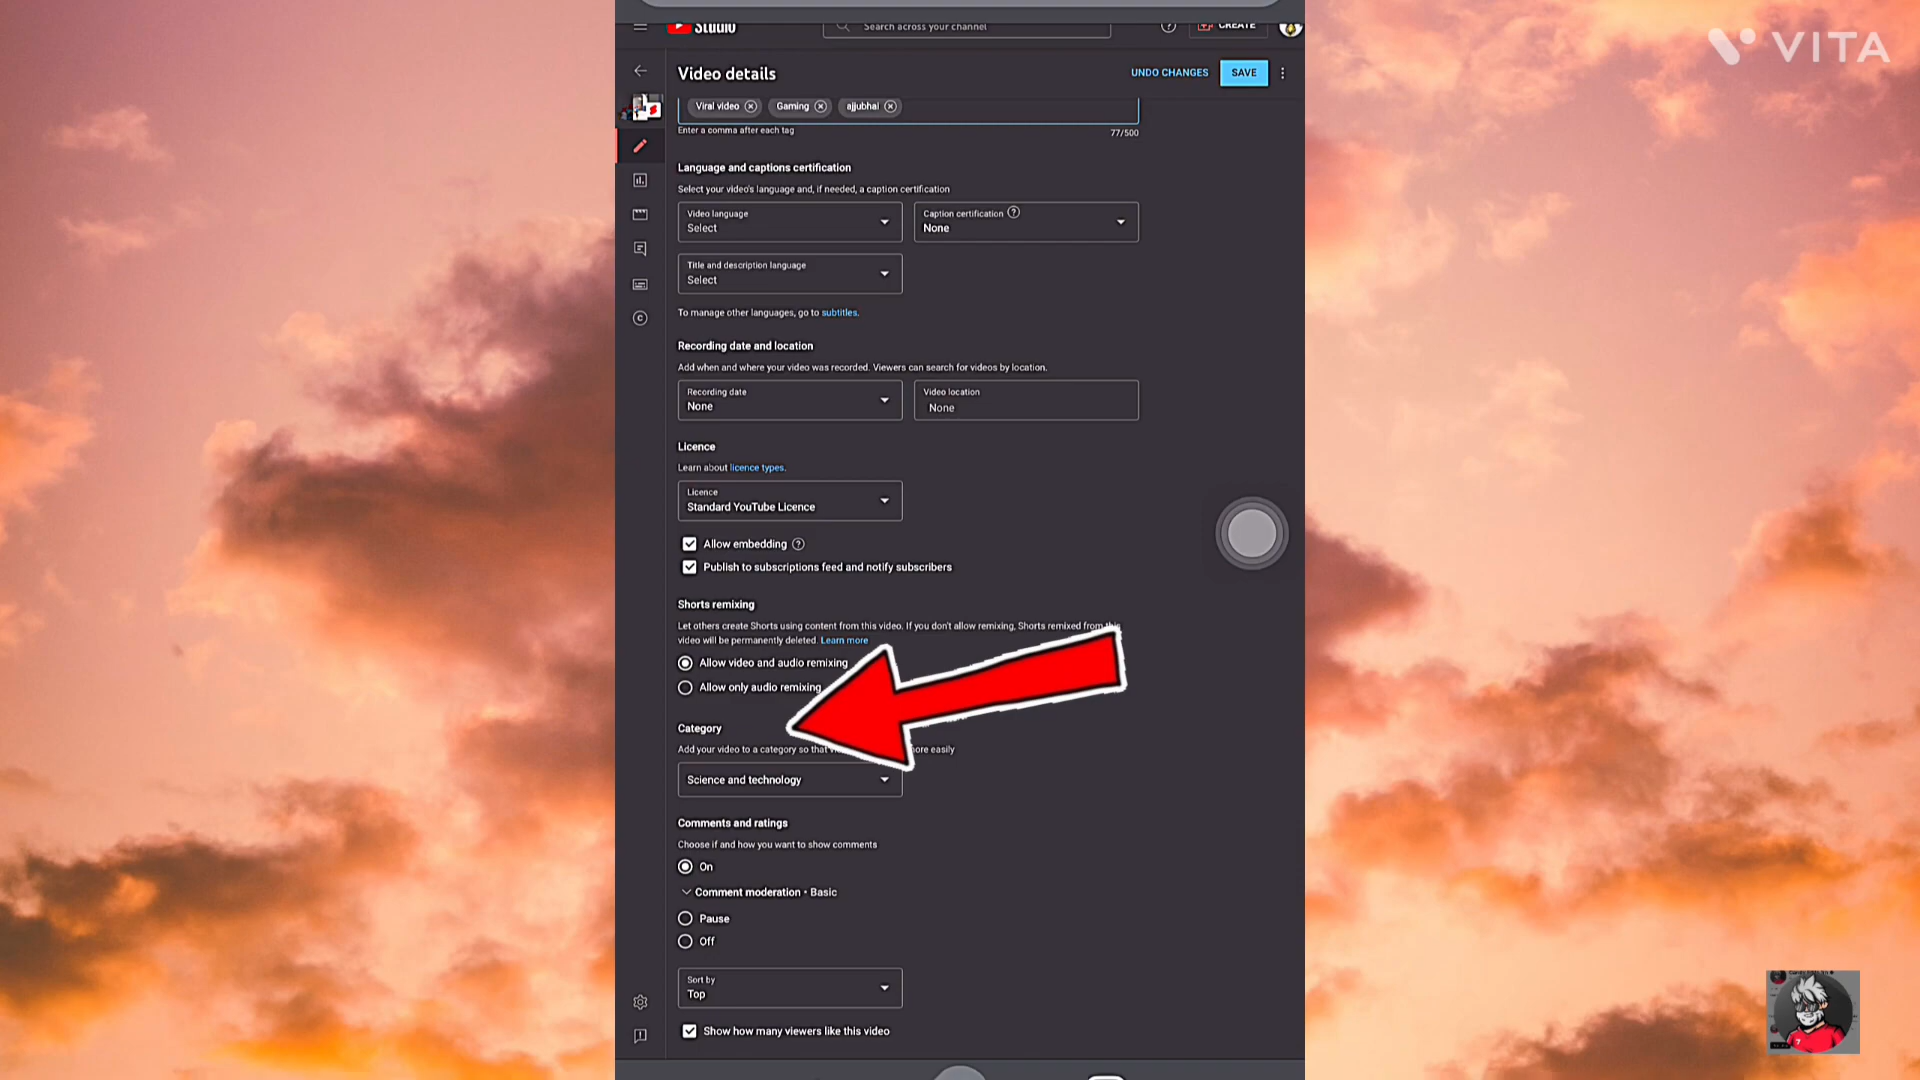 Studio
Search across your channel
CREATE
VITA
Video details
UNDO CHANGES
SAVE
Viral video
Gaming
ajjubhai
Enter a comma after each tag
77/500
Language and captions certification
Select your video's language and, if needed, a caption certification
Video language
Select
Caption certification
None
Title and description language
Select
To manage other languages, go to subtitles.
Recording date and location
Add when and where your video was recorded. Viewers can search for videos by location.
Recording date
None
Video location
None
Licence
Learn about licence types.
Licence
Standard YouTube Licence
Allow embedding
Publish to subscriptions feed and notify subscribers
Shorts remixing
Let others create Shorts using content from this video. If you don't allow remixing, Shorts remixed from this
video will be permanently deleted. Learn more
Allow video and audio remixing
Allow only audio remixing
Category
Add your video to a category so that more easily
Science and technology
Comments and ratings
Choose if and how you want to show comments
On
Comment moderation • Basic
Pause
Off
Sort by
Top
Show how many viewers like this video
7